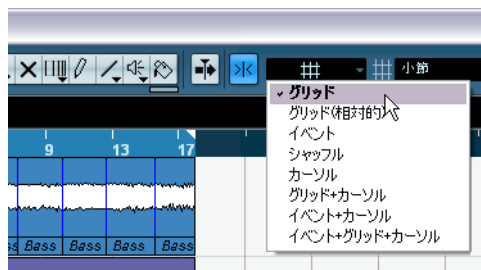 小節
グリッド
グリッド(相対的)
イベント
シャッフル
カーソル
グリッド+カーソル
イベント+カーソル
イベント+グリッド+カーソル
9 13 17
Bass Bass Bass Bass